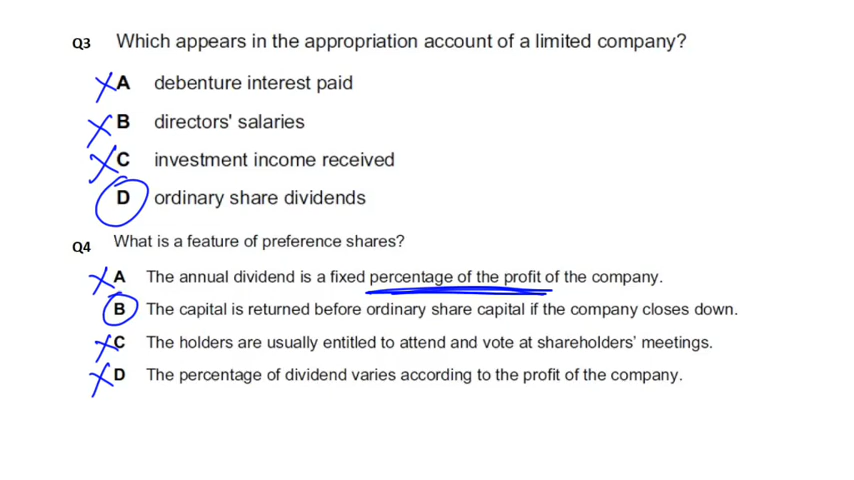 Q3 Which appears in the appropriation account of a limited company?
A debenture interest paid
B directors' salaries
C investment income received
D ordinary share dividends
Q4 What is a feature of preference shares?
A The annual dividend is a fixed percentage of the profit of the company.
B The capital is returned before ordinary share capital if the company closes down.
C The holders are usually entitled to attend and vote at shareholders' meetings.
D The percentage of dividend varies according to the profit of the company.